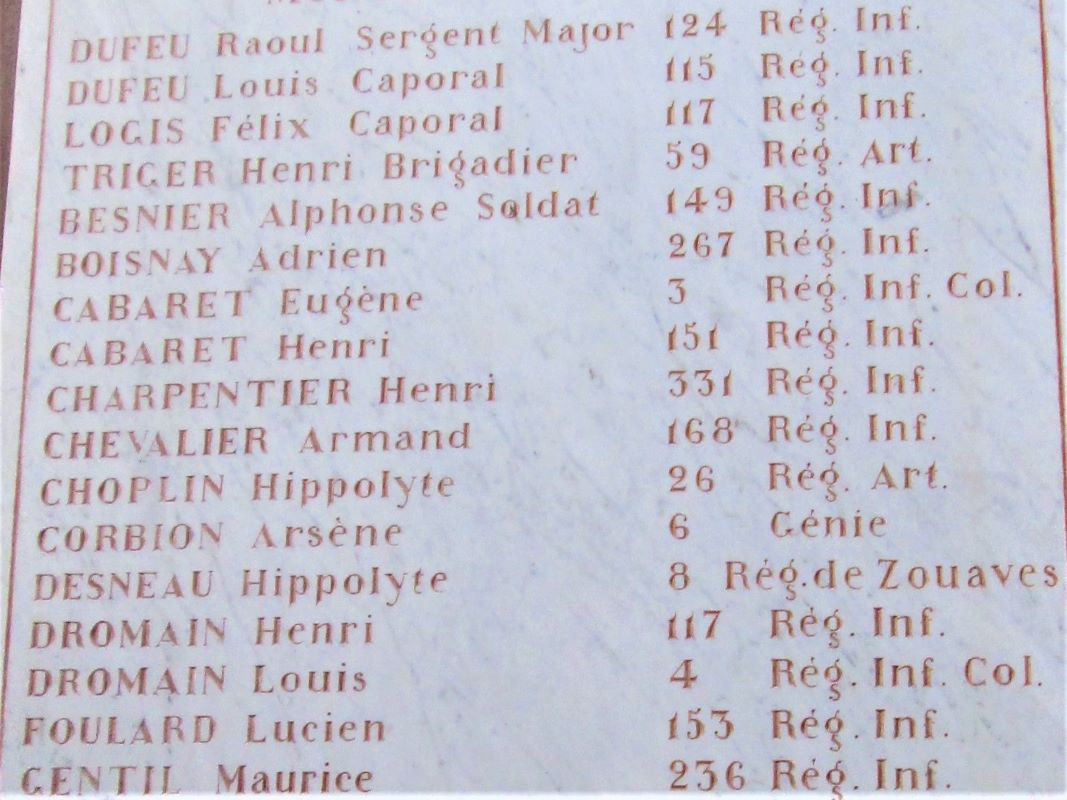 DUFEU Raoul Sergent Major 124 Rég. Inf.
DUFEU Louis Caporal 115 Rég. Inf.
LOGIS Félix Caporal 117 Rég. Inf.
TRIGER Henri Brigadier 59 Rég. Art.
BESNIER Alphonse Soldat 149 Rég. Inf.
BOISNAY Adrien 267 Rég. Inf.
CABARET Eugène 3 Rég. Inf. Col.
CABARET Henri 151 Rég. Inf.
CHARPENTIER Henri 331 Rég. Inf.
CHEVALIER Armand 168 Rég. Inf.
CHOPLIN Hippolyte 26 Rég. Art.
CORBION Arsène 6 Génie
DESNEAU Hippolyte 8 Rég. de Zouaves
DROMAIN Henri 117 Règ. Inf.
DROMAIN Louis 4 Rég. Inf. Col.
FOULARD Lucien 153 Rég. Inf.
GENTIL Maurice 236 Rég. Inf.